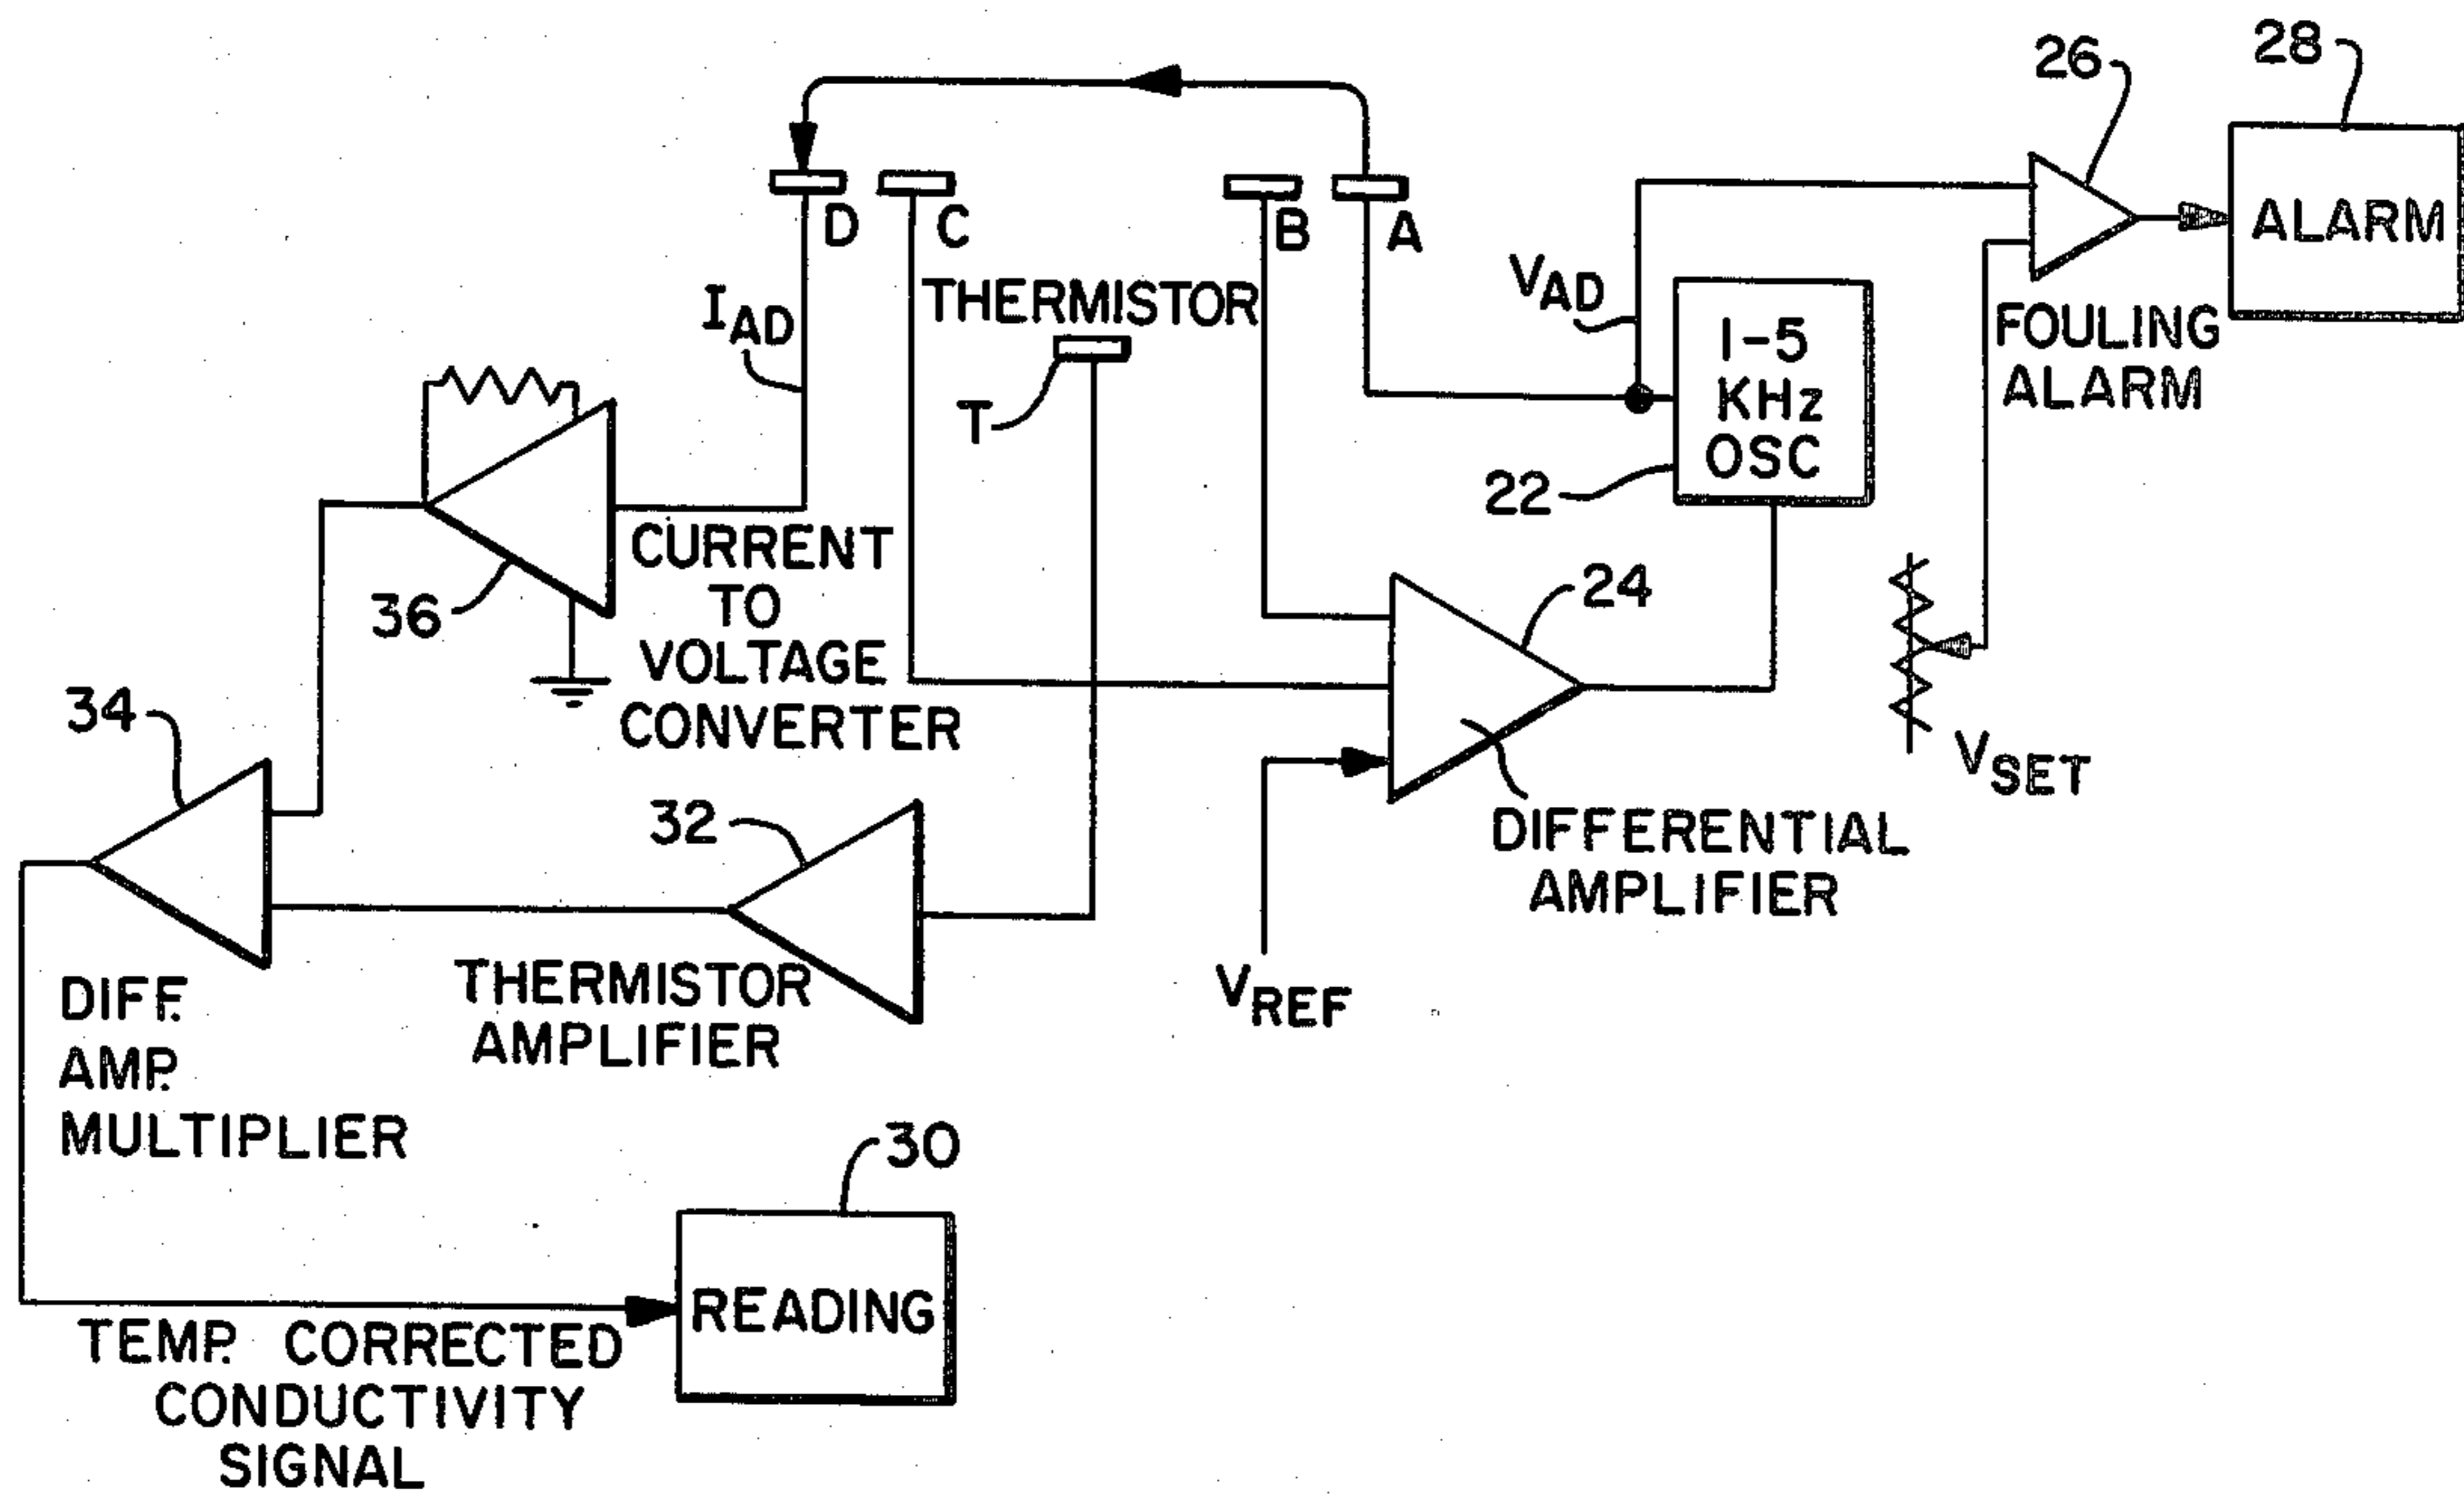 26
28
ALARM
D
C
B
A
THERMISTOR
T
IAD
VAD
1-5
KHz
OSC
22
FOULING
ALARM
36
CURRENT
TO
VOLTAGE
CONVERTER
24
DIFFERENTIAL
AMPLIFIER
VSET
VREF
34
32
DIFF.
AMP.
MULTIPLIER
THERMISTOR
AMPLIFIER
30
READING
TEMP. CORRECTED
CONDUCTIVITY
SIGNAL